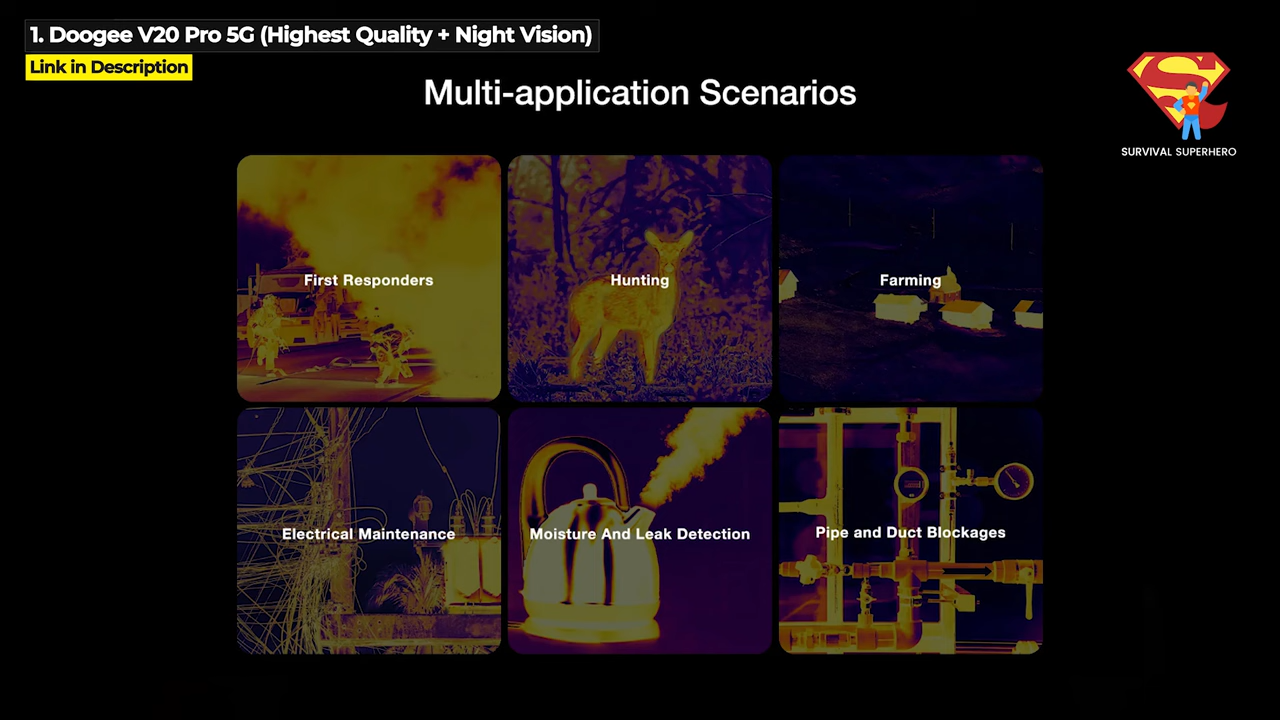 1. Doogee V20 Pro 5G (Highest Quality + Night Vision)
Link in Description
Multi-application Scenarios
SURVIVAL SUPERHERO
First Responders
Hunting
Farming
Electrical Maintenance
Moisture And Leak Detection
Pipe and Duct Blockages